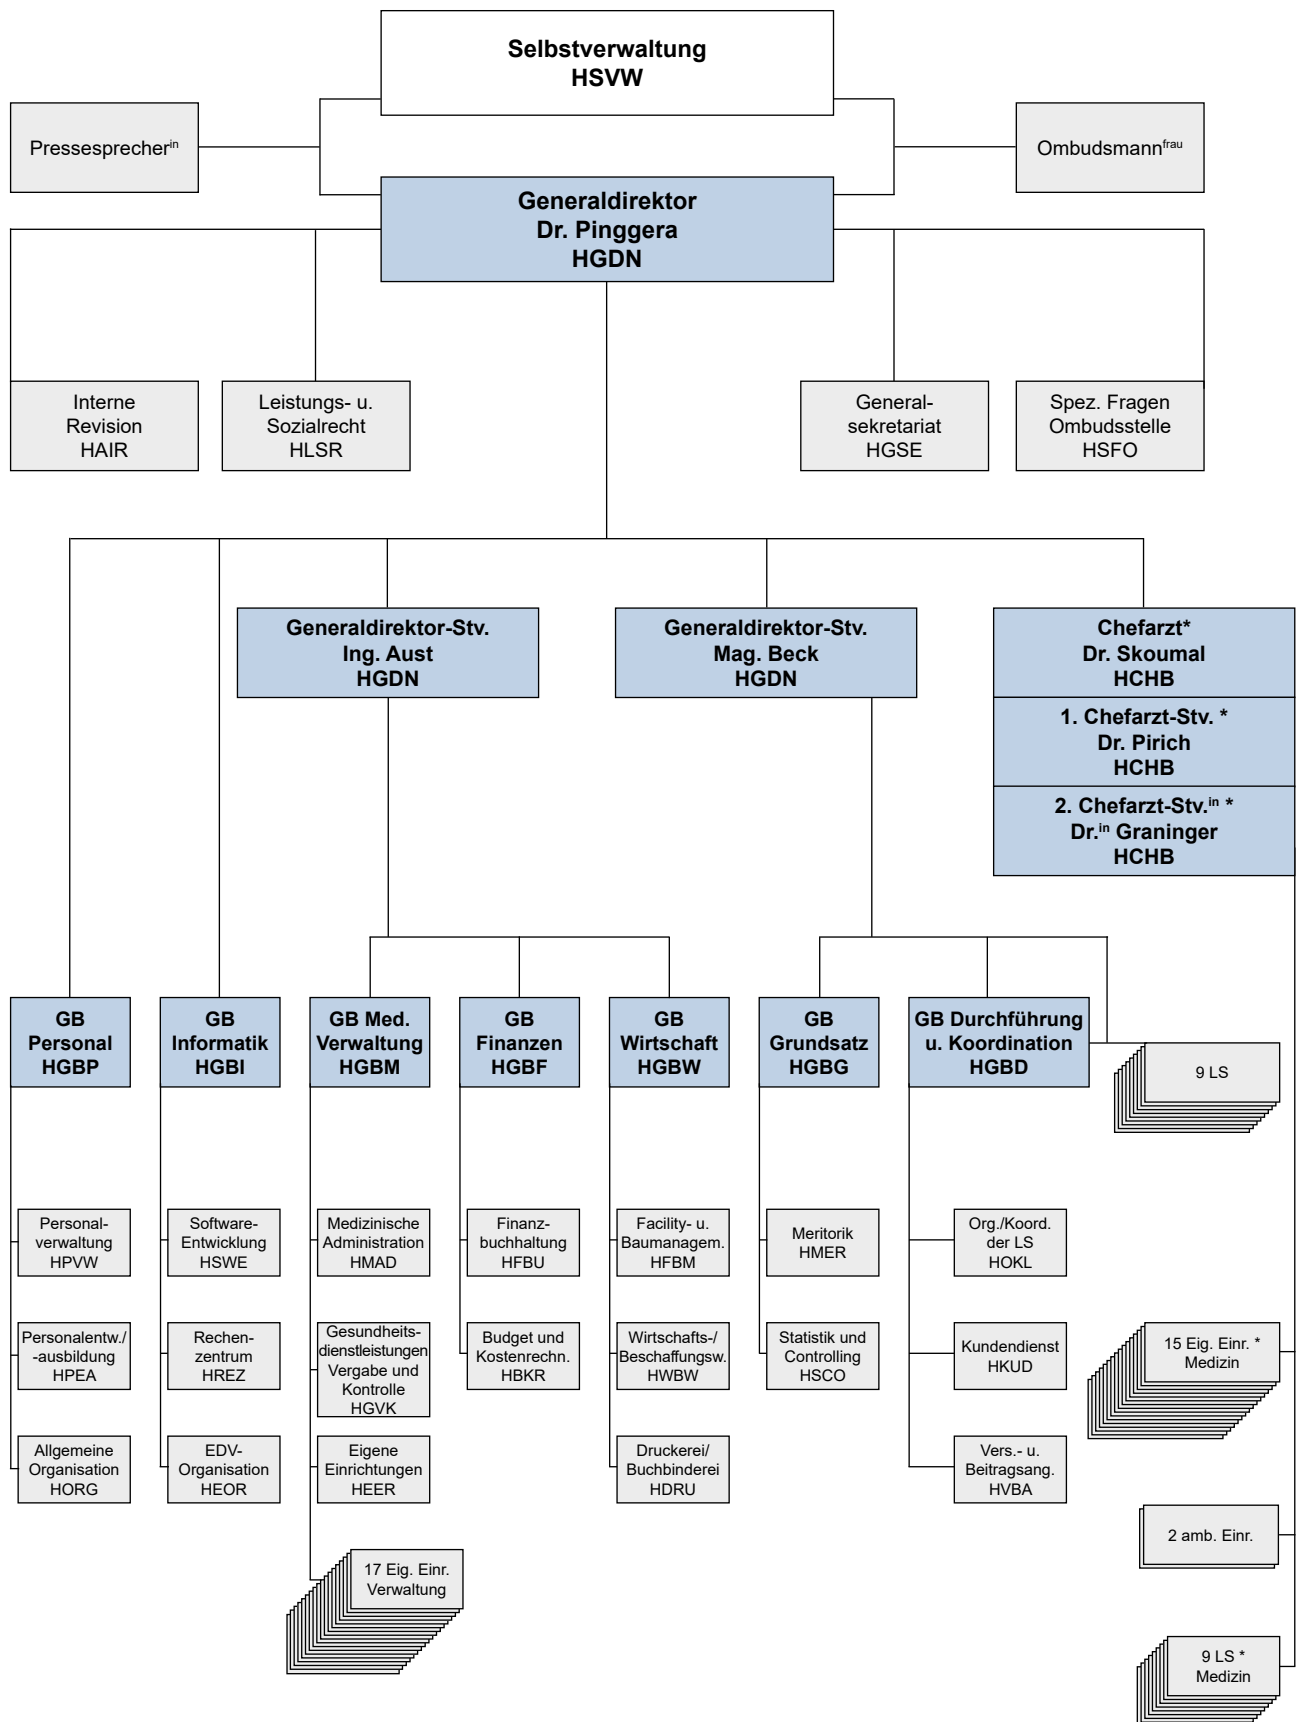 Selbstverwaltung
HSVW
Pressesprecherin
Ombudsmannfrau
Generaldirektor
Dr. Pinggera
HGDN
Interne
Revision
HAIR
Leistungs- u.
Sozialrecht
HLSR
General-
sekretariat
HGSE
Spez. Fragen
Ombudsstelle
HSFO
Generaldirektor-Stv.
Ing. Aust
HGDN
Generaldirektor-Stv.
Mag. Beck
HGDN
Chefarzt*
Dr. Skoumal
HCHB
1. Chefarzt-Stv. *
Dr. Pirich
HCHB
2. Chefarzt-Stv.in *
Dr.in Graninger
HCHB
GB
Personal
HGBP
GB
Informatik
HGBI
GB Med.
Verwaltung
HGBM
GB
Finanzen
HGBF
GB
Wirtschaft
HGBW
GB
Grundsatz
HGBG
GB Durchführung
u. Koordination
HGBD
9 LS
Personal-
verwaltung
HPVW
Software-
Entwicklung
HSWE
Medizinische
Administration
HMAD
Finanz-
buchhaltung
HFBU
Facility- u.
Baumanagem.
HFBM
Meritorik
HMER
Org./Koord.
der LS
HOKL
Personalentw./
-ausbildung
HPEA
Rechen-
zentrum
HREZ
Gesundheits-
dienstleistungen
Vergabe und
Kontrolle
HGVK
Budget und
Kostenrechn.
HBKR
Wirtschafts-/
Beschaffungsw.
HWBW
Statistik und
Controlling
HSCO
Kundendienst
HKUD
15 Eig. Einr. *
Medizin
Allgemeine
Organisation
HORG
EDV-
Organisation
HEOR
Eigene
Einrichtungen
HEER
Druckerei/
Buchbinderei
HDRU
Vers.- u.
Beitragsang.
HVBA
2 amb. Einr.
17 Eig. Einr.
Verwaltung
9 LS *
Medizin